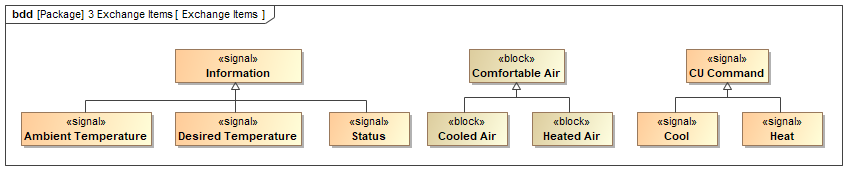 bdd [Package] 3 Exchange Items [ Exchange Items ]
«signal»
Information
«block»
Comfortable Air
«signal»
CU Command
«signal»
Ambient Temperature
«signal»
Desired Temperature
«signal»
Status
«block»
Cooled Air
«block»
Heated Air
«signal»
Cool
«signal»
Heat